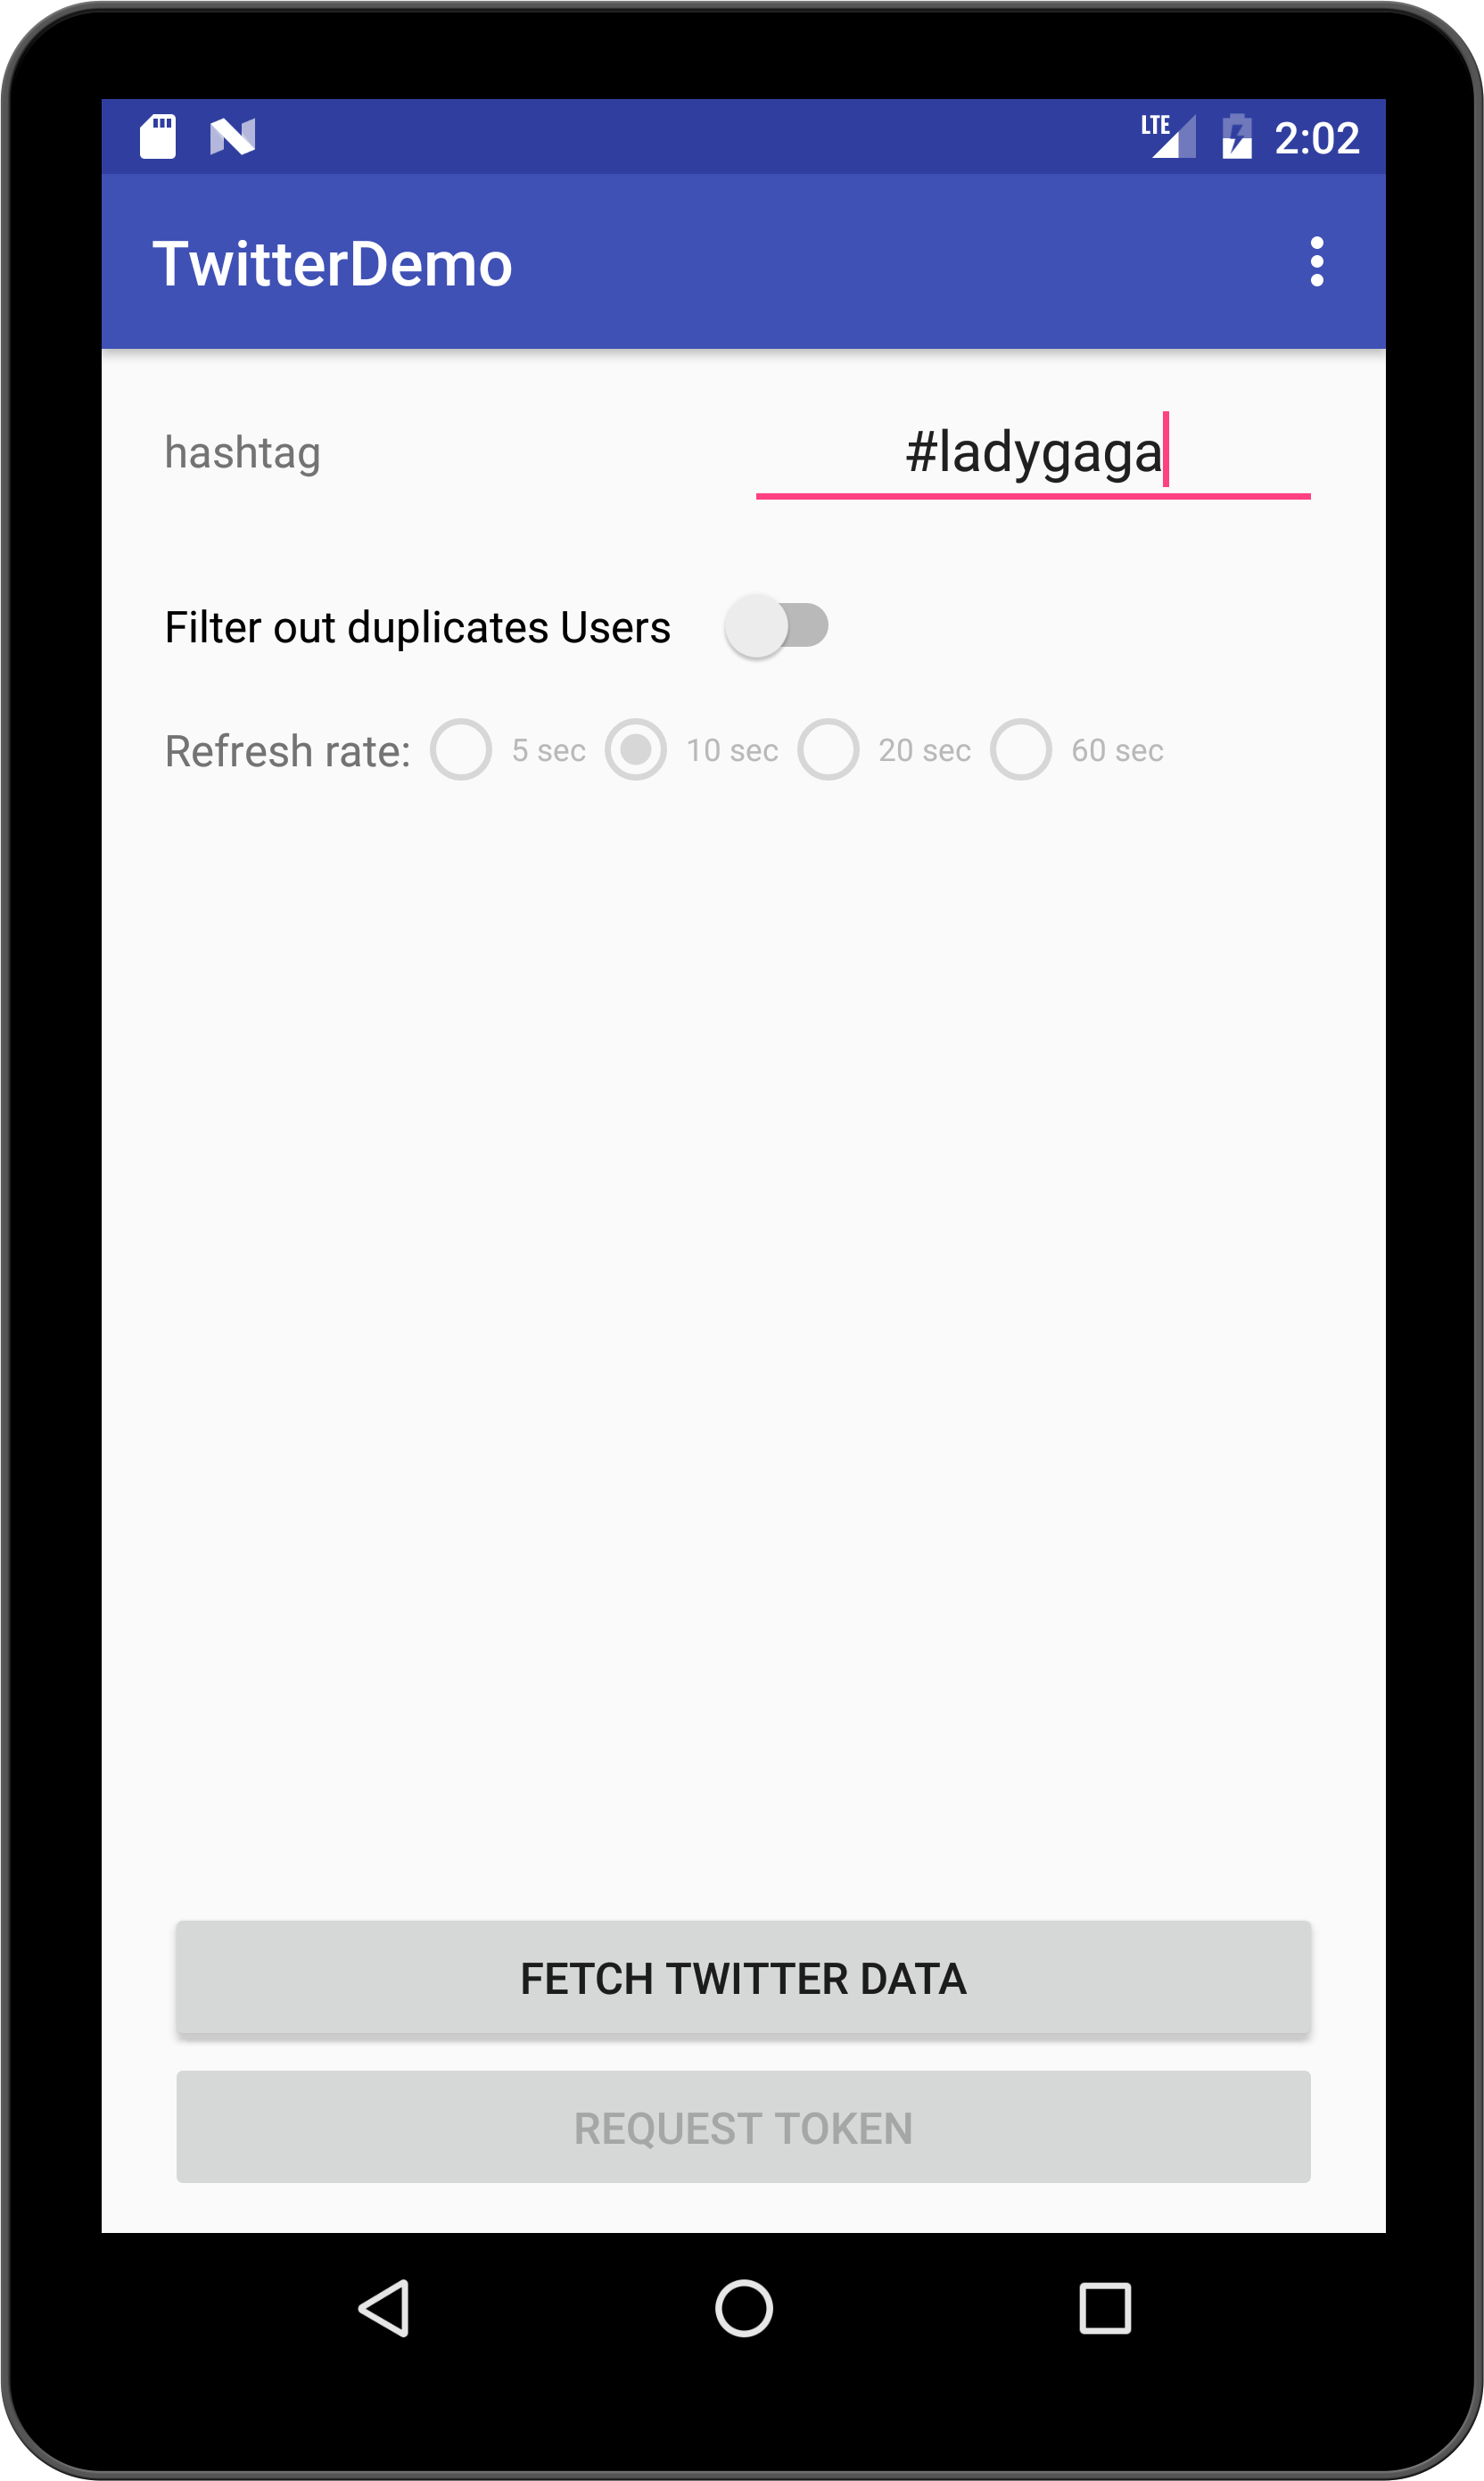 LTE 2:02
TwitterDemo
hashtag #ladygaga
Filter out duplicates Users
Refresh rate: 5 sec 10 sec 20 sec 60 sec
FETCH TWITTER DATA
REQUEST TOKEN